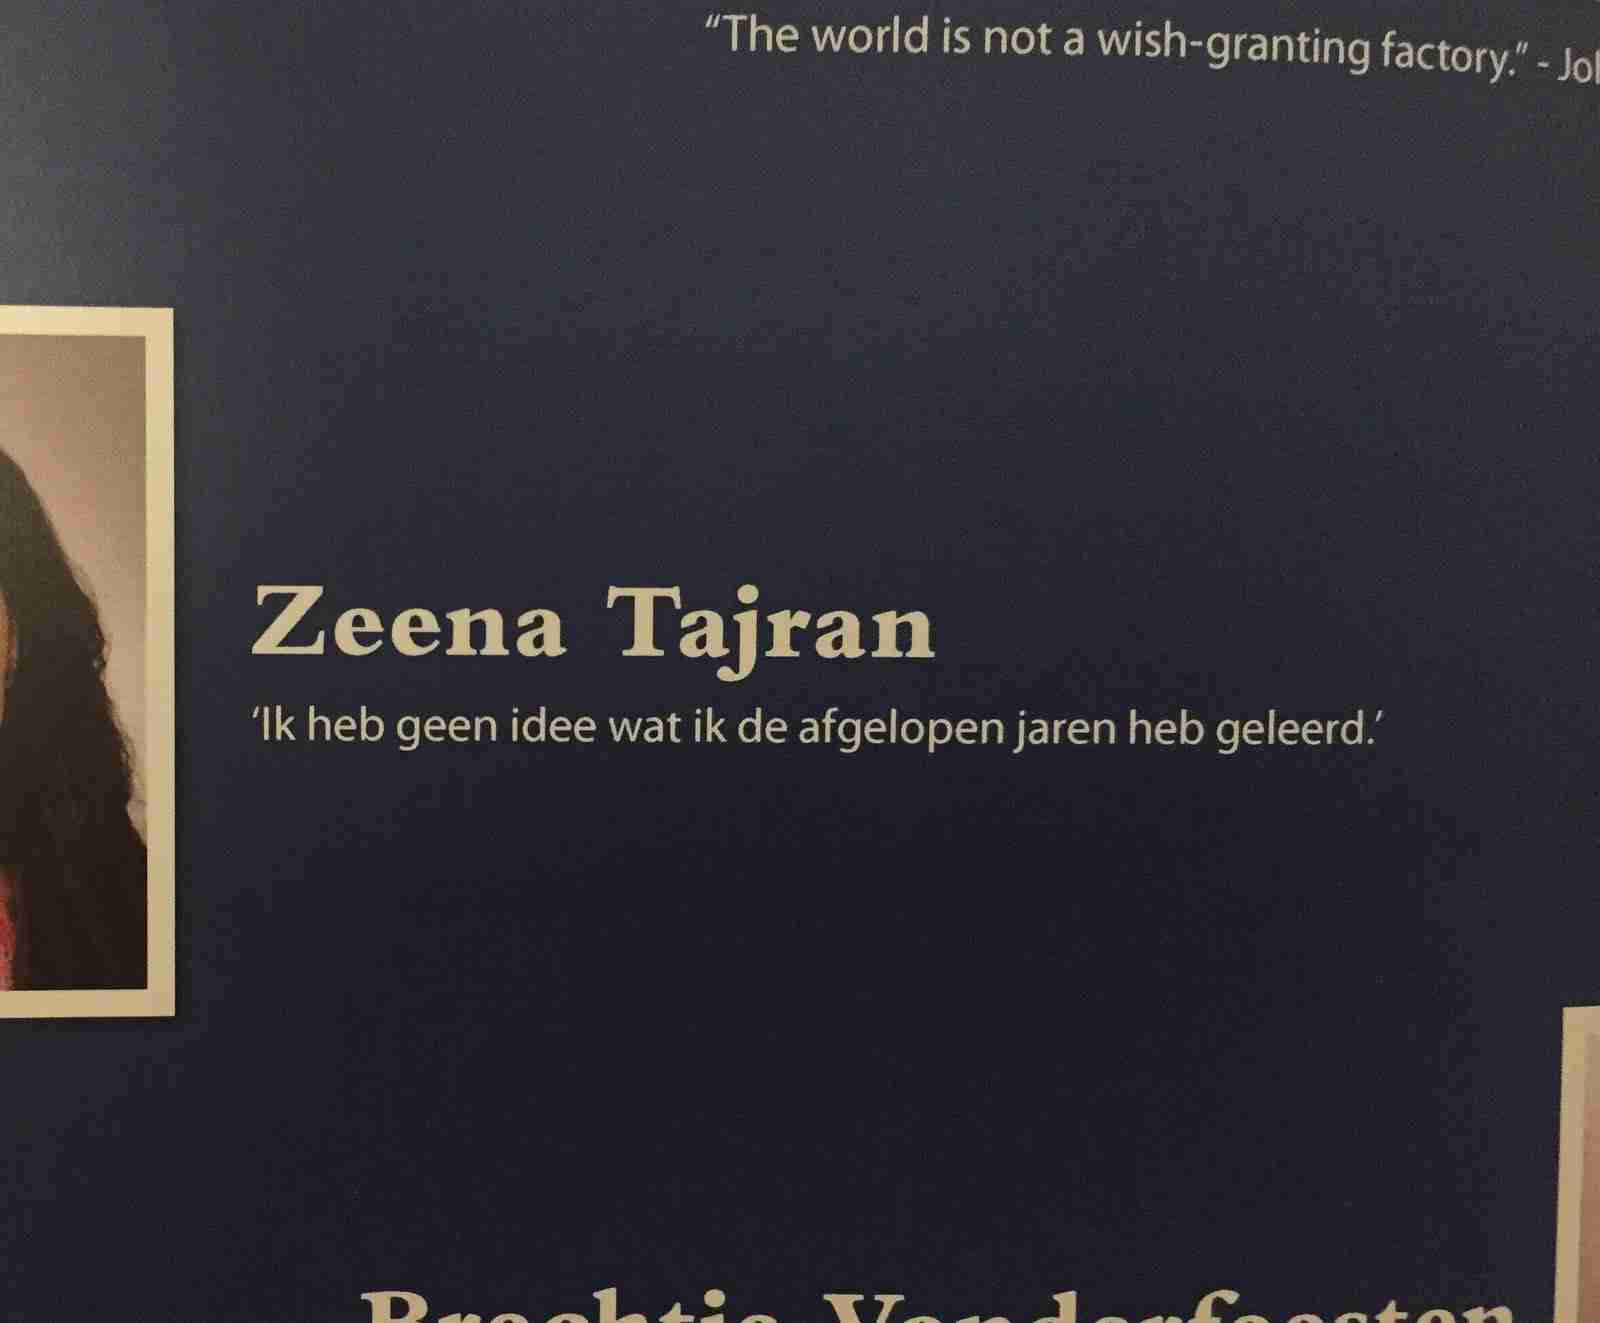 “The world is not a wish-granting factory.” -
Zeena Tajran
‘Ik heb geen idee wat ik de afgelopen jaren heb geleerd.’